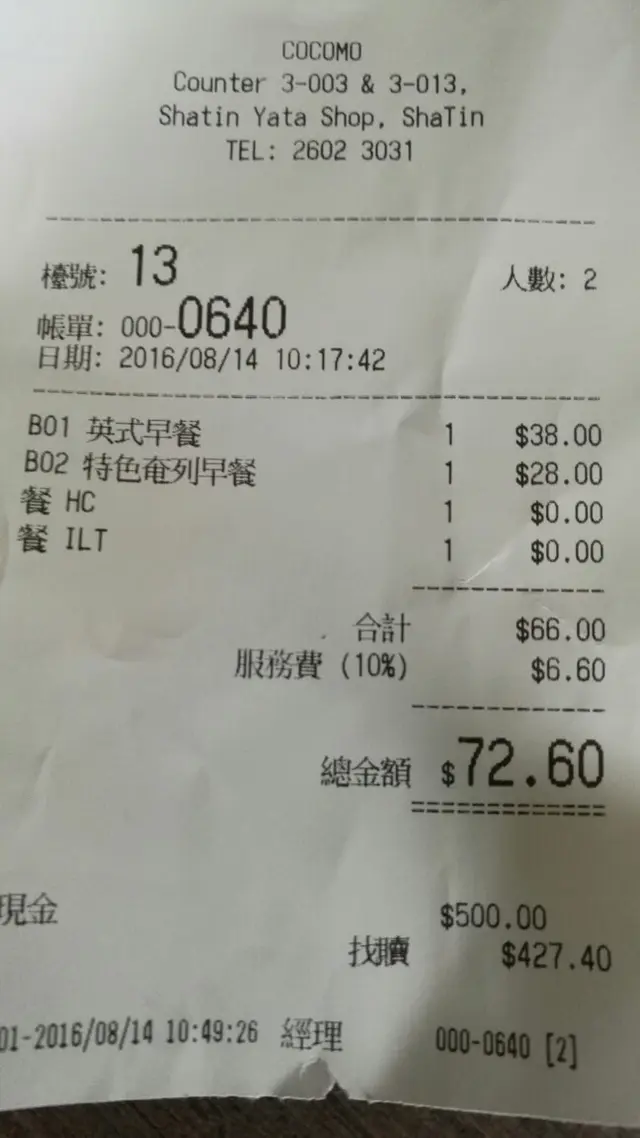 COCOMO
Counter 3-003 & 3-013,
Shatin Yata Shop, ShaTin
TEL: 2602 3031
檯號: 13 人數: 2
帳單: 000-0640
日期: 2016/08/14 10:17:42
B01 英式早餐 1 $38.00
B02 特色奄列早餐 1 $28.00
餐 HC 1 $0.00
餐 ILT 1 $0.00
合計 $66.00
服務費 (10%) $6.60
總金額 $72.60
現金 $500.00
找贖 $427.40
01-2016/08/14 10:49:26 經理 000-0640 [2]